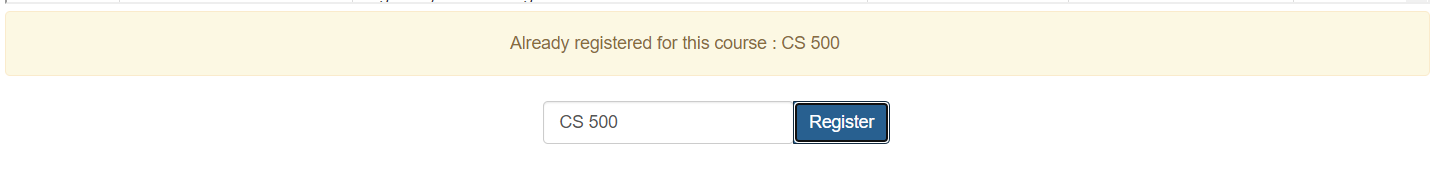 Already registered for this course : CS 500
CS 500
Register